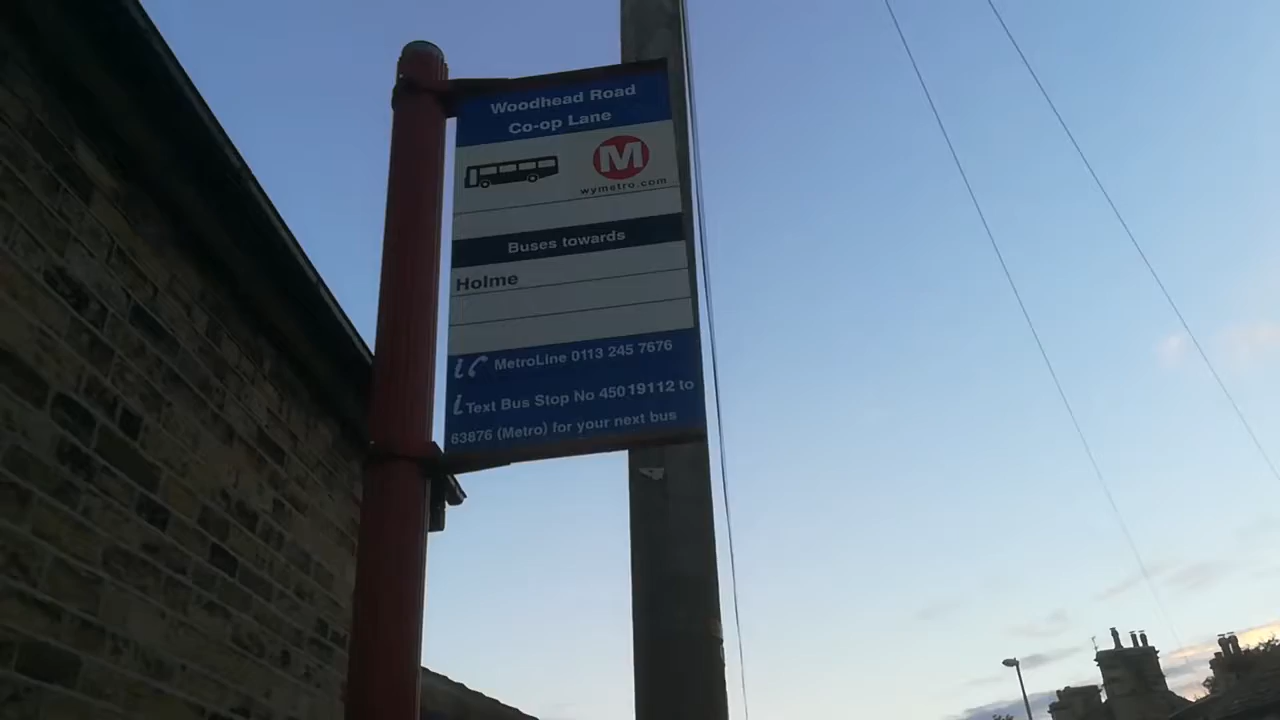 Woodhead Road
Co-op Lane
M
wymetro.com
Buses towards
Holme
MetroLine 0113 245 7676
Text Bus Stop No 45019112 to
63876 (Metro) for your next bus